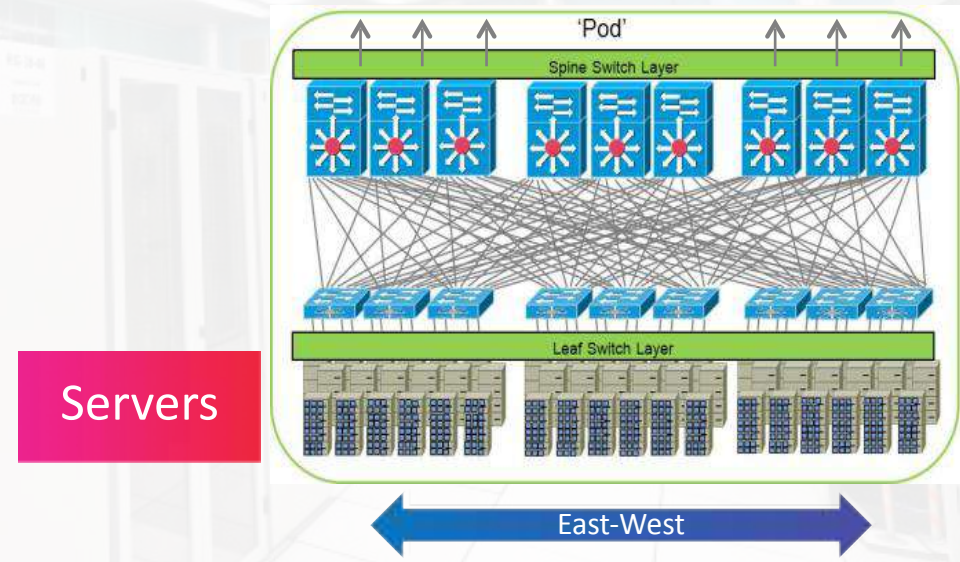 'Pod'
Spine Switch Layer
Leaf Switch Layer
Servers
East-West